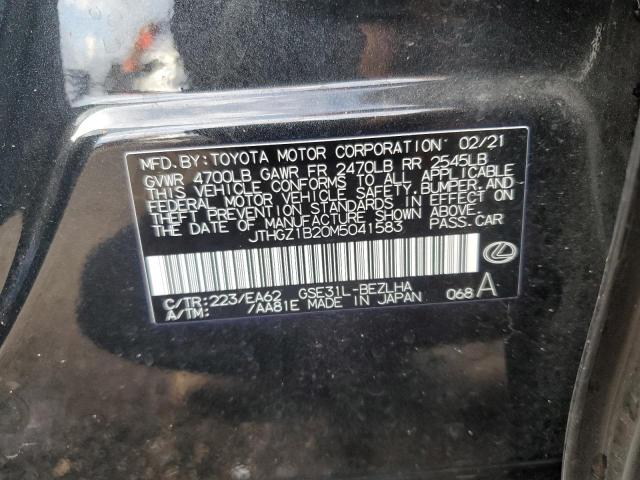 MFD. BY: TOYOTA MOTOR CORPORATION 02/21
GVWR 4700LB GAWR FR 2470LB RR 2545LB
THIS VEHICLE CONFORMS TO ALL APPLICABLE
FEDERAL MOTOR VEHICLE SAFETY, BUMPER, AND
THEFT PREVENTION STANDARDS IN EFFECT ON
THE DATE OF MANUFACTURE SHOWN ABOVE.
JTHGZ1B20M5041583 PASS. CAR
C/TR: 223/EA62 GSE31L-BEZLHA
A/TM: /AA81E MADE IN JAPAN 068 A